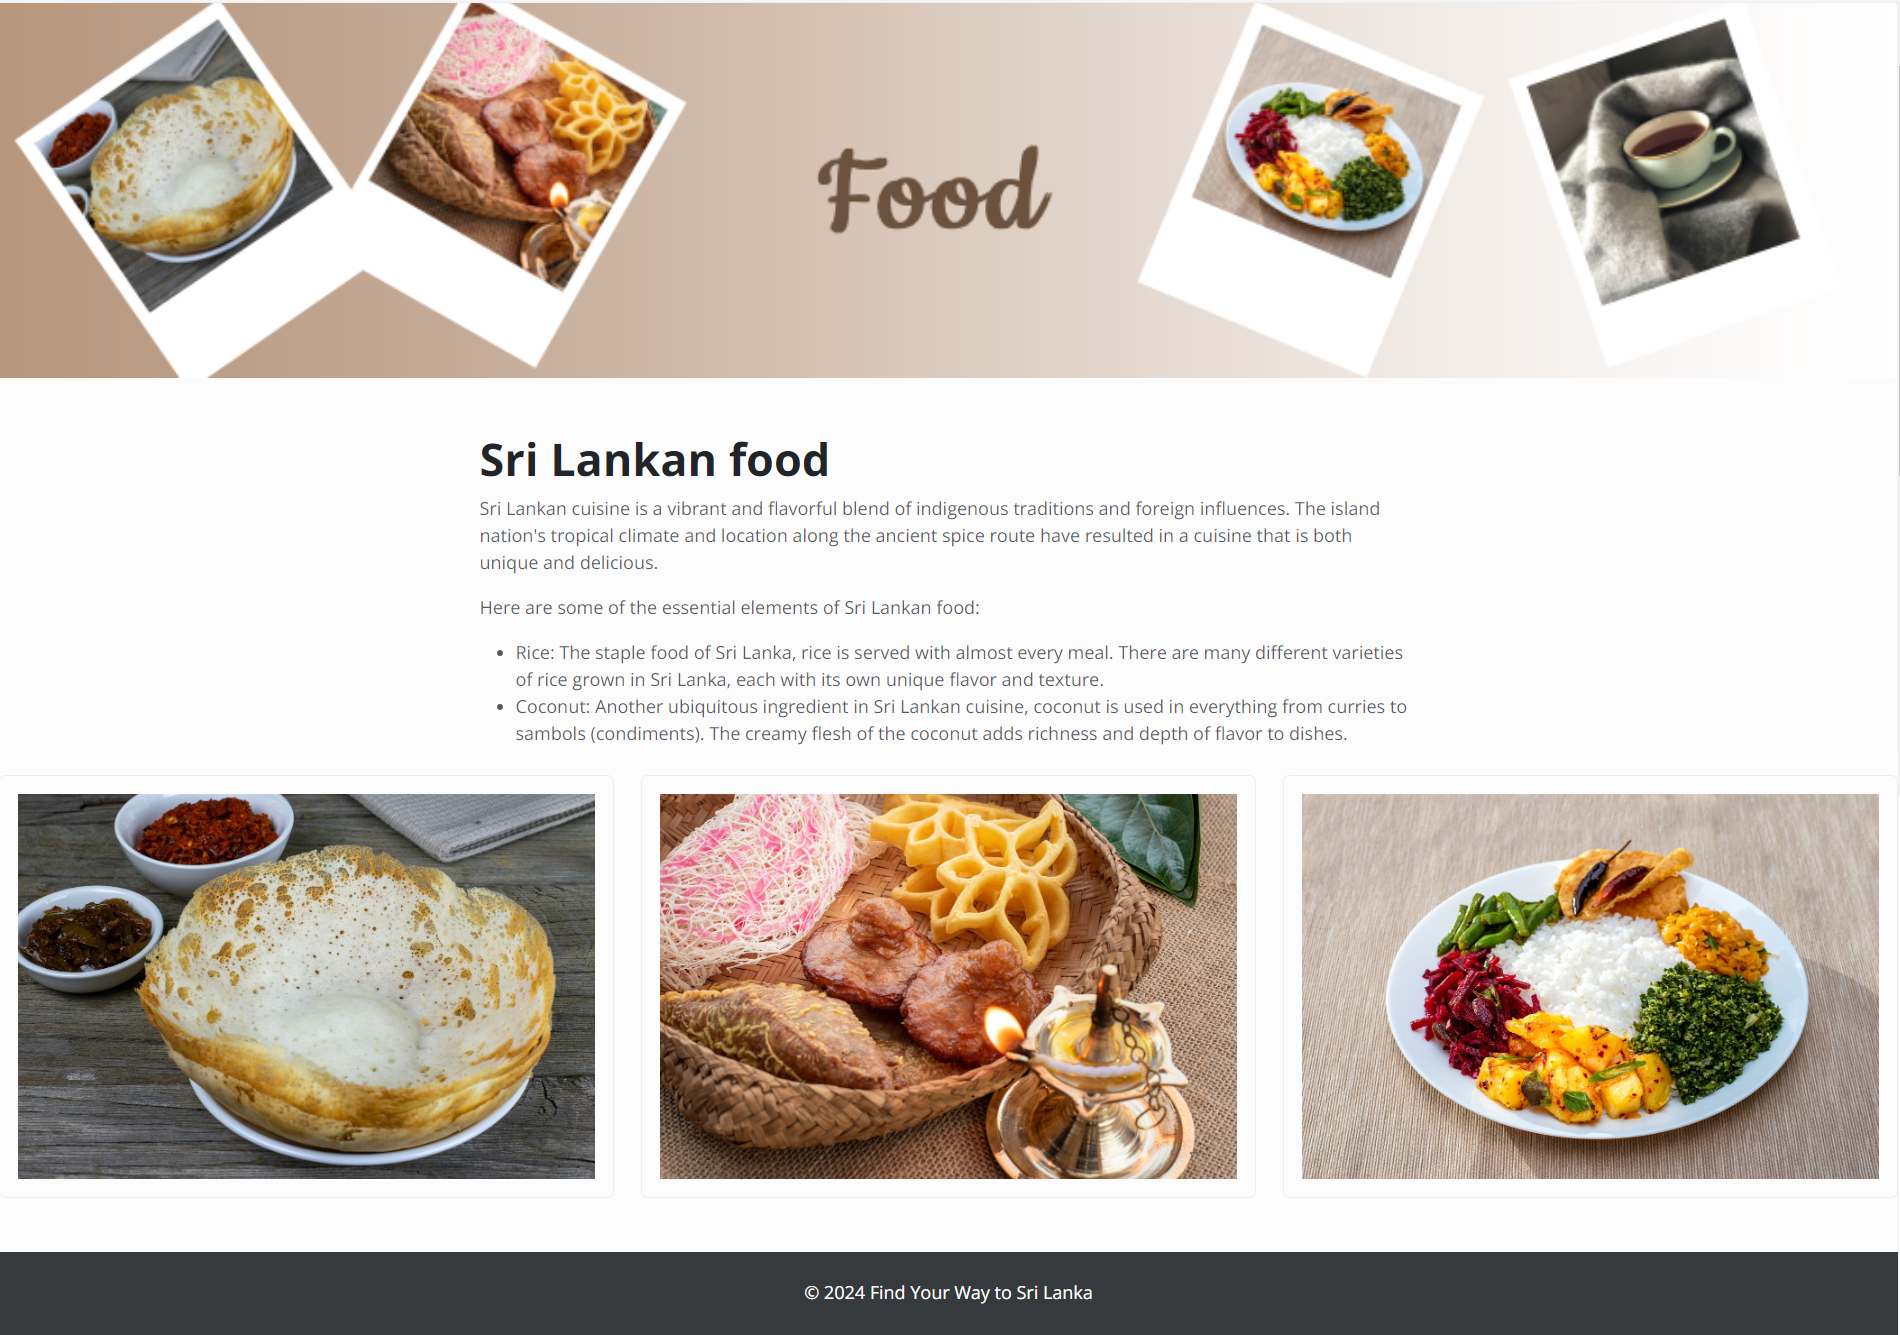 Food
Sri Lankan food
Sri Lankan cuisine is a vibrant and flavorful blend of indigenous traditions and foreign influences. The island
nation's tropical climate and location along the ancient spice route have resulted in a cuisine that is both
unique and delicious.
Here are some of the essential elements of Sri Lankan food:
• Rice: The staple food of Sri Lanka, rice is served with almost every meal. There are many different varieties
of rice grown in Sri Lanka, each with its own unique flavor and texture.
• Coconut: Another ubiquitous ingredient in Sri Lankan cuisine, coconut is used in everything from curries to
sambols (condiments). The creamy flesh of the coconut adds richness and depth of flavor to dishes.
© 2024 Find Your Way to Sri Lanka